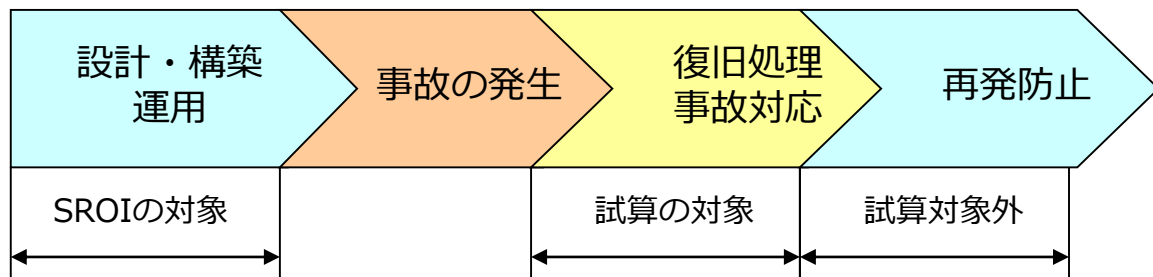 設計・構築
運用
事故の発生
復旧処理
事故対応
再発防止
SROIの対象
試算の対象
試算対象外